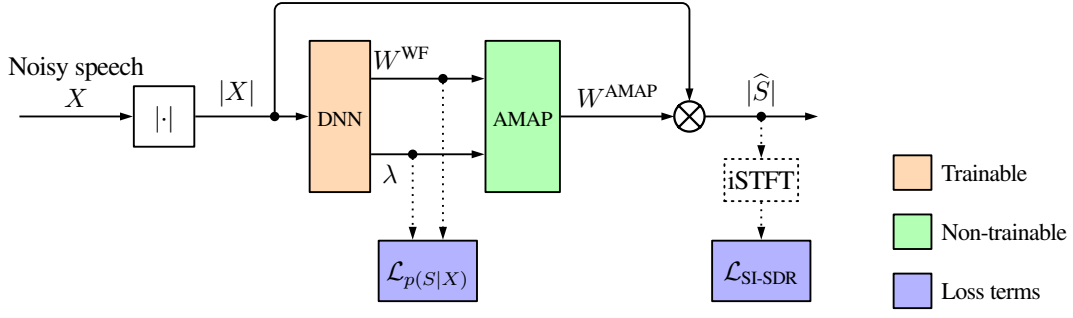 Noisy speech
X
|·|
|X|
DNN
W^WF
λ
AMAP
W^AMAP
|Ŝ|
iSTFT
ℒ_p(S|X)
ℒ_SI-SDR
Trainable
Non-trainable
Loss terms